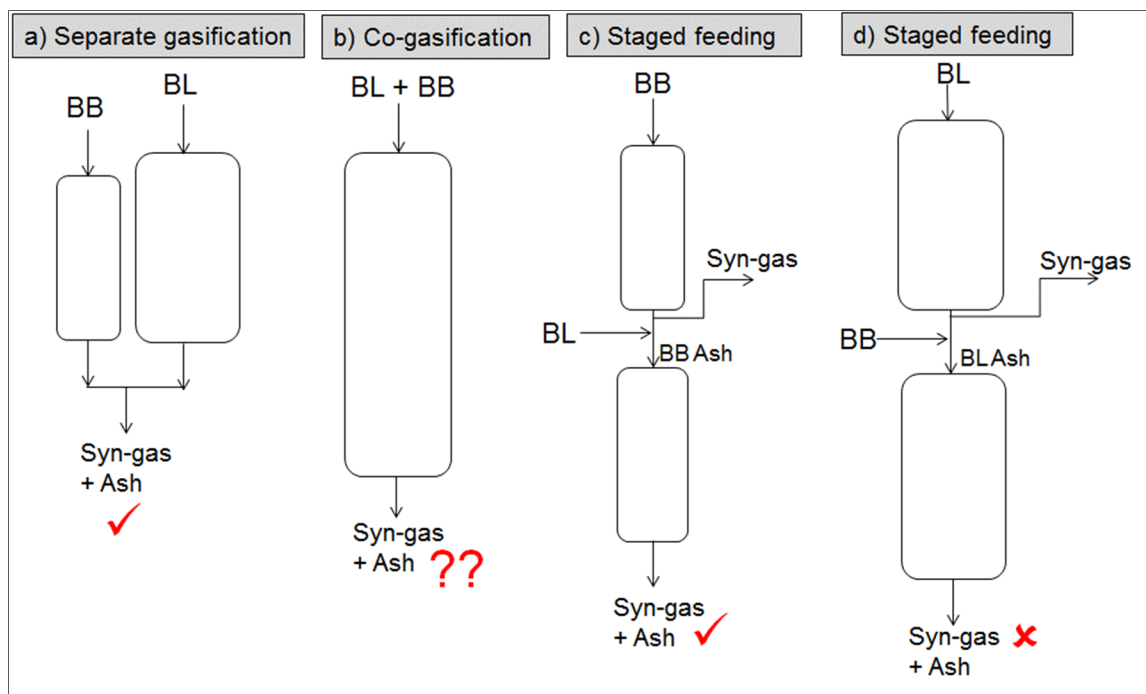 a) Separate gasification
BB
BL
Syn-gas
+ Ash
b) Co-gasification
BL + BB
Syn-gas
+ Ash ??
c) Staged feeding
BB
Syn-gas
BL
BB Ash
Syn-gas
+ Ash
d) Staged feeding
BL
Syn-gas
BB
BL Ash
Syn-gas
+ Ash